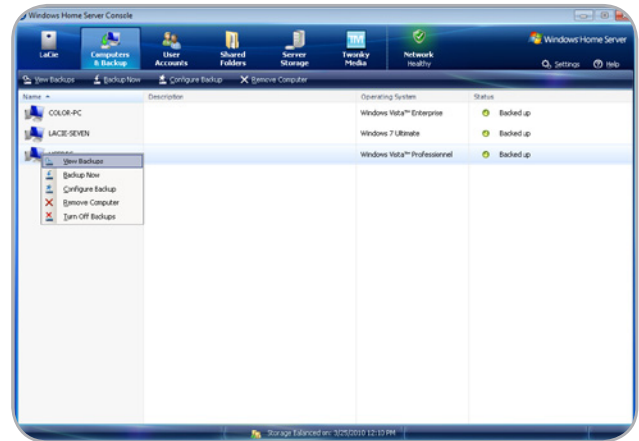 Windows Home Server Console
LaCie
Computers & Backup
User Accounts
Shared Folders
Server Storage
TM
Twonky Media
Network Healthy
Windows Home Server
Settings
Help
View Backups
Backup Now
Configure Backup
Remove Computer
Name
Description
Operating System
Status
COLOR-PC
Windows Vista™ Enterprise
Backed up
LACIE-SEVEN
Windows 7 Ultimate
Backed up
Windows Vista™ Professionnel
Backed up
View Backups
Backup Now
Configure Backup
Remove Computer
Turn Off Backups
Storage Balanced on: 3/25/2010 12:10 PM